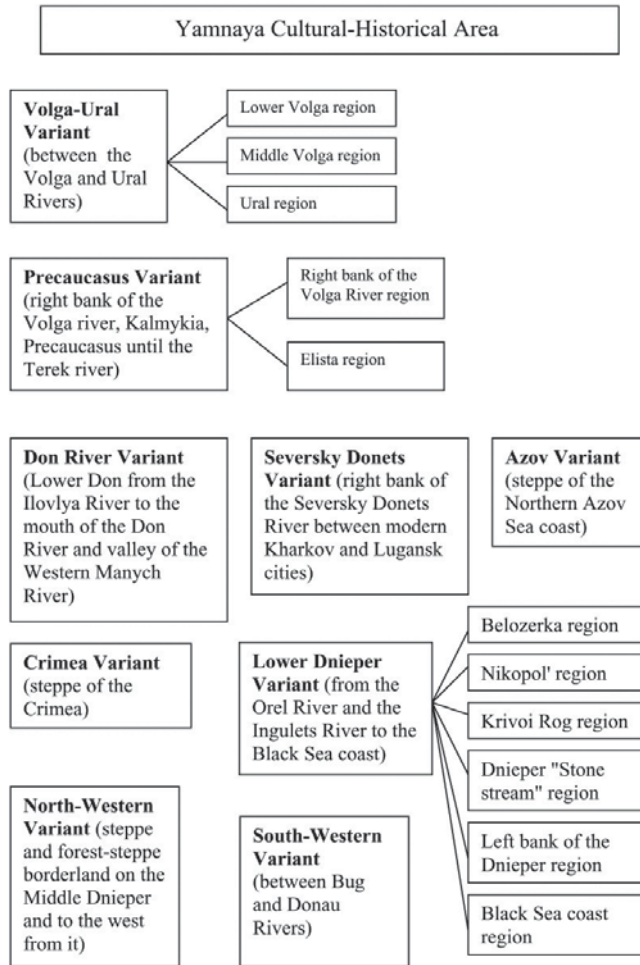 Yamnaya Cultural-Historical Area
Volga-Ural
Variant
(between the
Volga and Ural
Rivers)
Lower Volga region
Middle Volga region
Ural region
Precaucasus Variant
(right bank of the
Volga river, Kalmykia,
Precaucasus until the
Terek river)
Right bank of the
Volga River region
Elista region
Don River Variant
(Lower Don from the
Ilovlya River to the
mouth of the Don
River and valley of the
Western Manych
River)
Seversky Donets
Variant (right bank of
the Seversky Donets
River between modern
Kharkov and Lugansk
cities)
Azov Variant
(steppe of the
Northern Azov
Sea coast)
Crimea Variant
(steppe of the
Crimea)
Lower Dnieper
Variant (from the
Orel River and the
Ingulets River to the
Black Sea coast)
Belozerka region
Nikopol' region
Krivoi Rog region
Dnieper "Stone
stream" region
Left bank of the
Dnieper region
Black Sea coast
region
North-Western
Variant (steppe
and forest-steppe
borderland on the
Middle Dnieper
and to the west
from it)
South-Western
Variant
(between Bug
and Donau
Rivers)